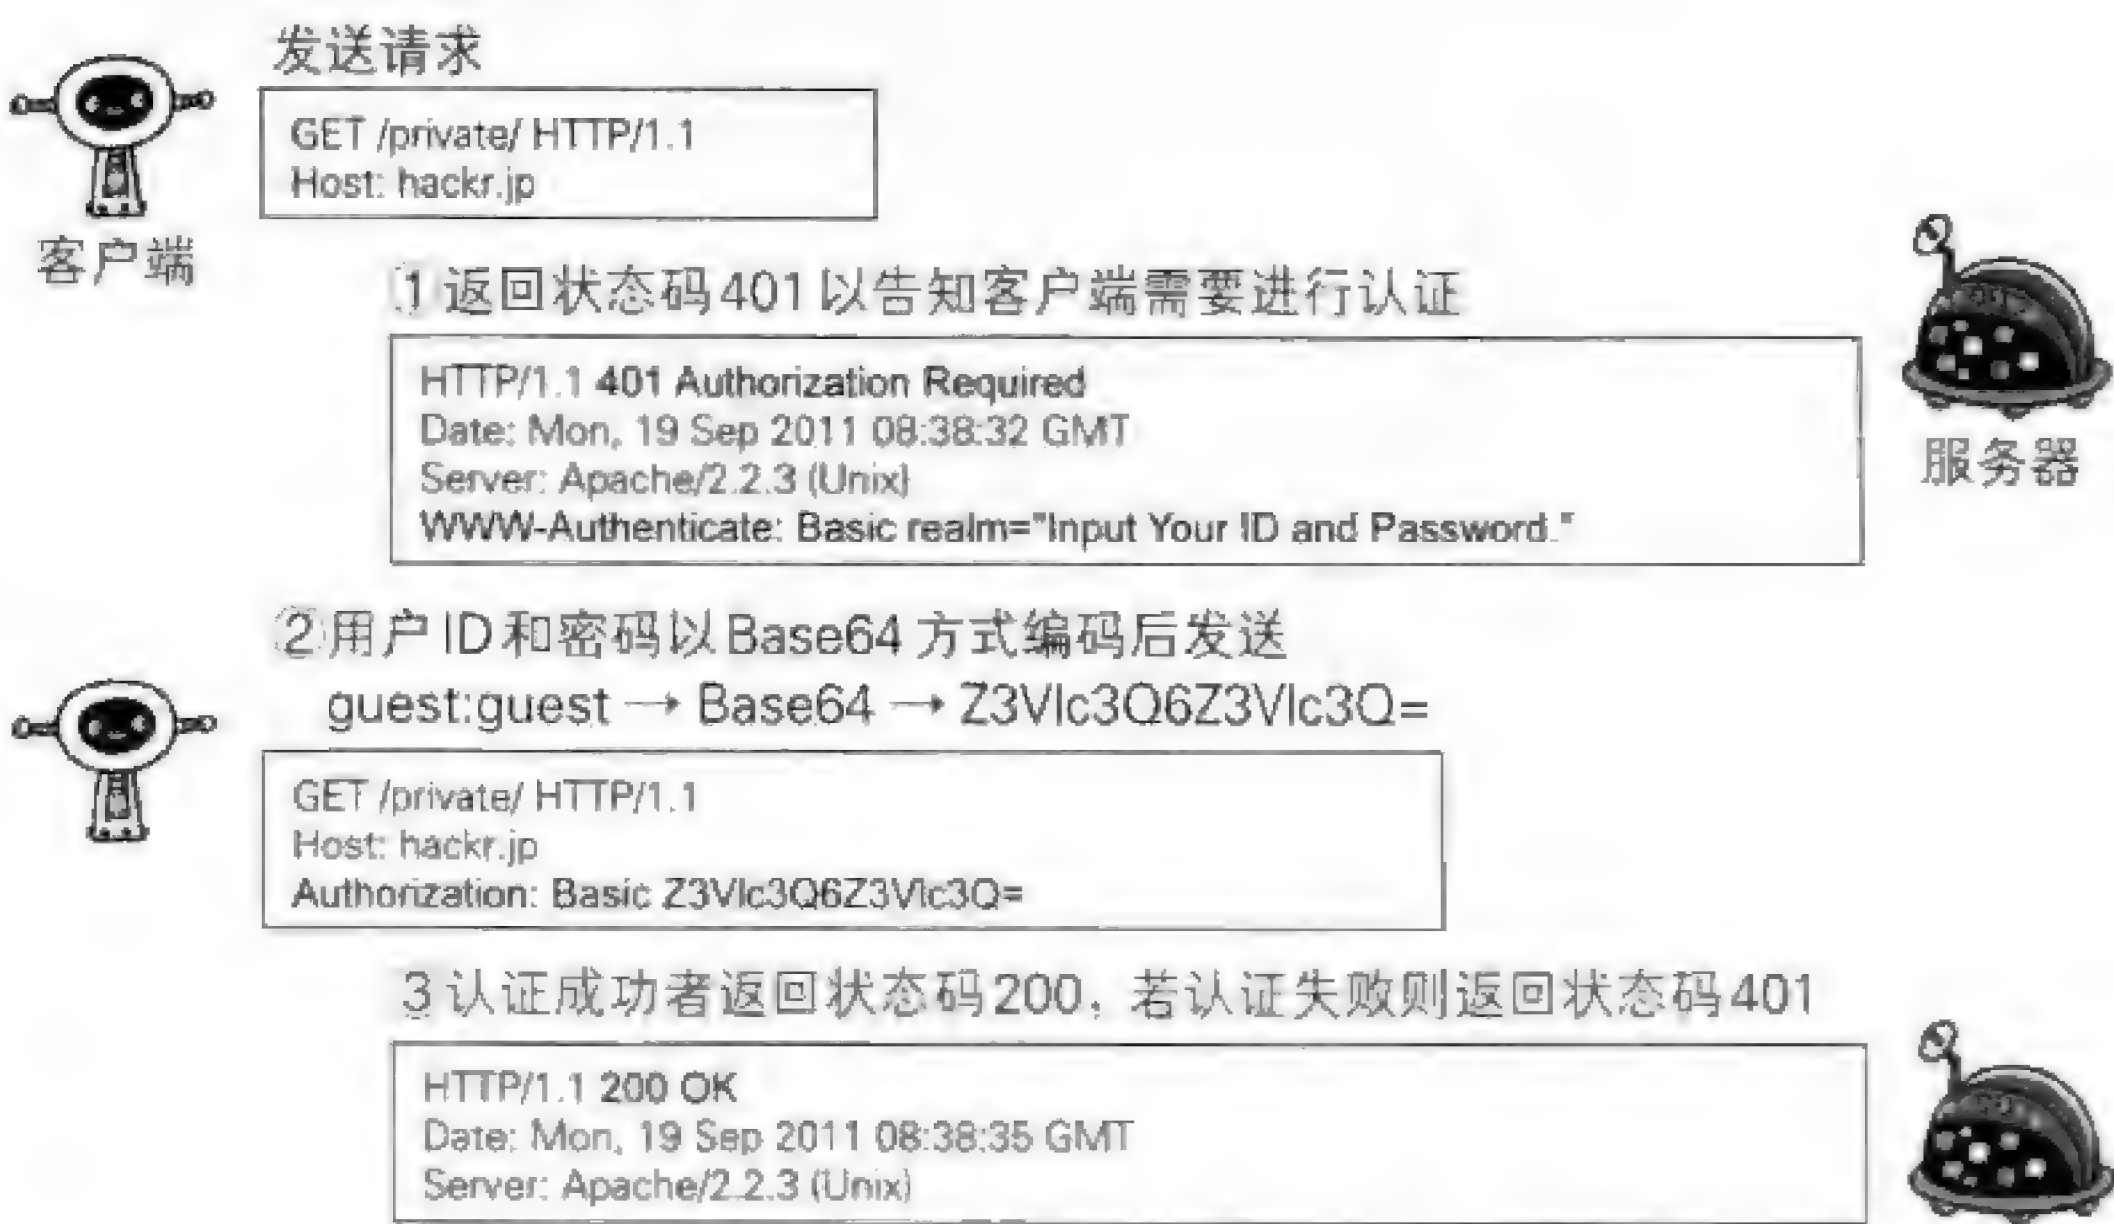 发送请求
GET /private/ HTTP/1.1
Host: hackr.jp
客户端
①返回状态码401以告知客户端需要进行认证
HTTP/1.1 401 Authorization Required
Date: Mon, 19 Sep 2011 08:38:32 GMT
Server: Apache/2.2.3 (Unix)
WWW-Authenticate: Basic realm="Input Your ID and Password."
服务器
②用户ID和密码以Base64方式编码后发送
guest:guest → Base64 → Z3Vlc3Q6Z3Vlc3Q=
GET /private/ HTTP/1.1
Host: hackr.jp
Authorization: Basic Z3Vlc3Q6Z3Vlc3Q=
③认证成功者返回状态码200，若认证失败则返回状态码401
HTTP/1.1 200 OK
Date: Mon, 19 Sep 2011 08:38:35 GMT
Server: Apache/2.2.3 (Unix)